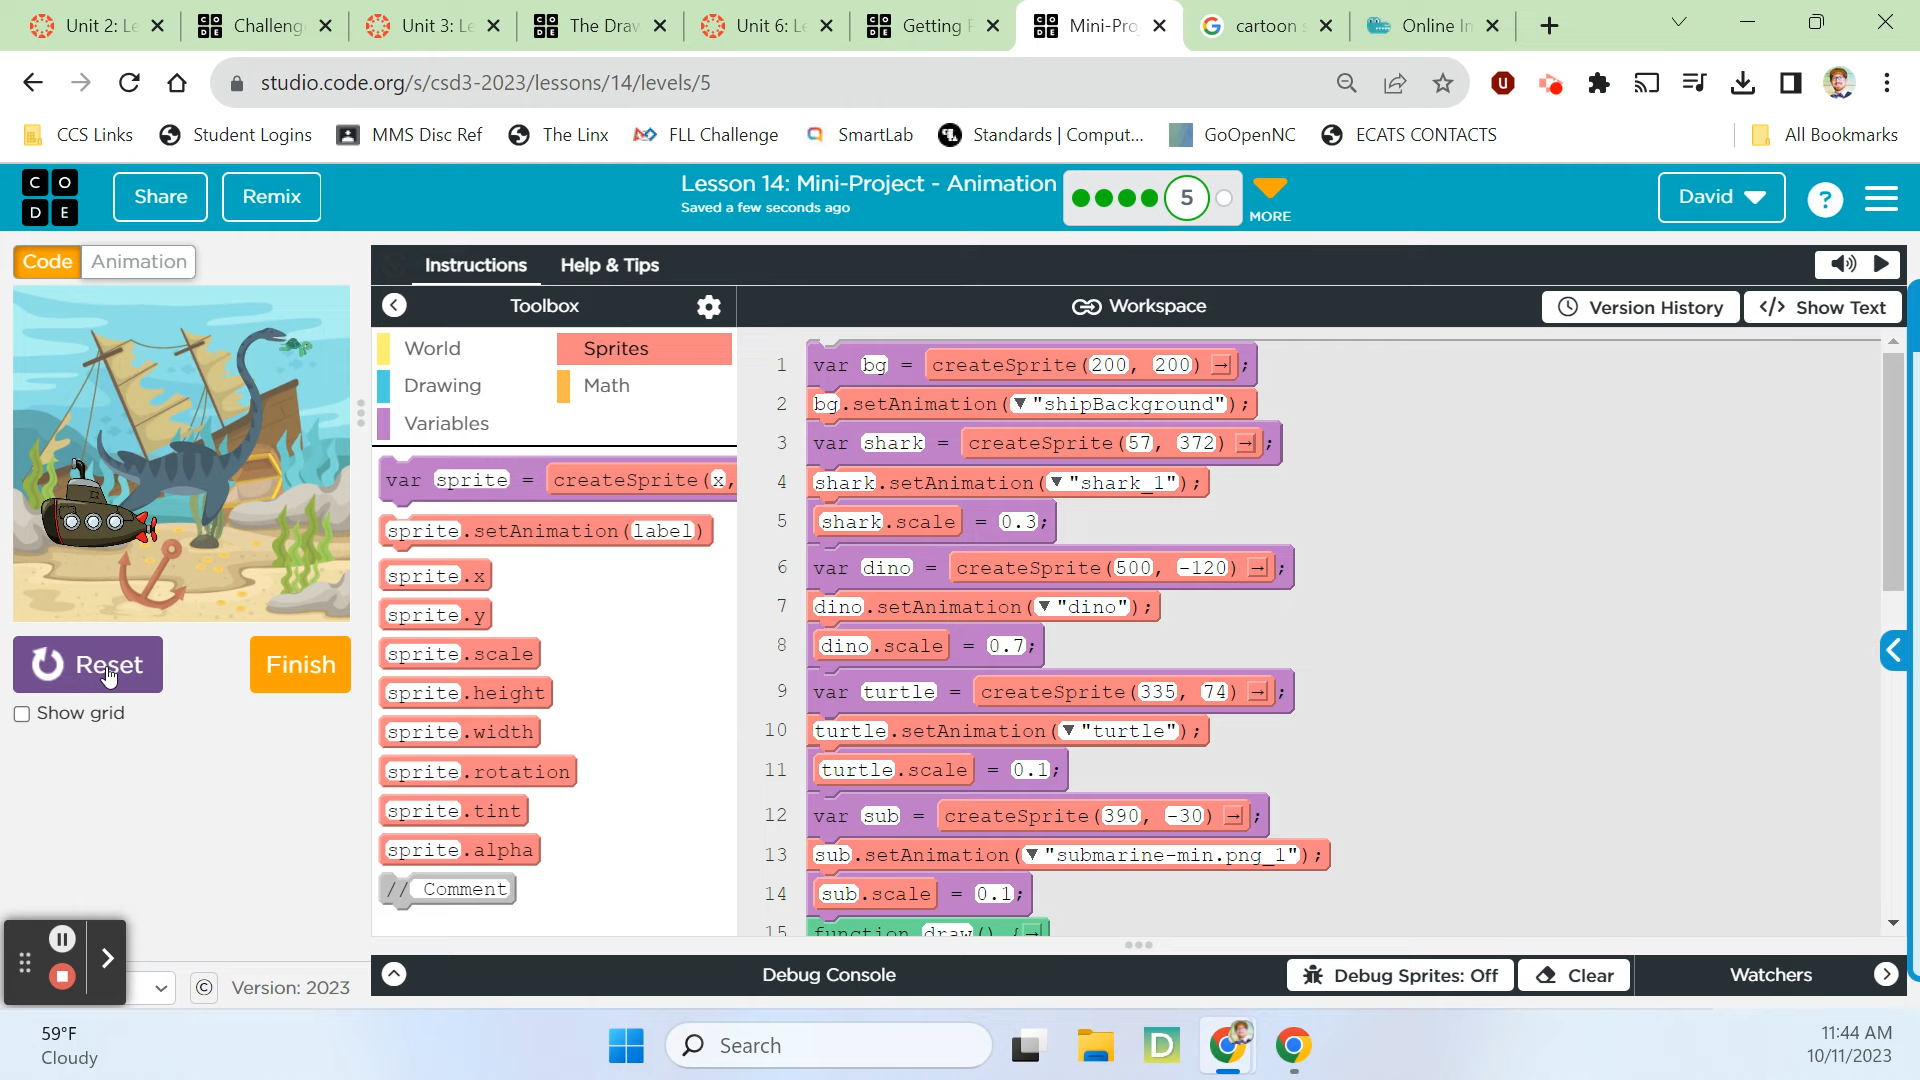 Unit 2: Le
Challeng
Unit 3: Le
The Draw
Unit 6: Le
Getting F
Mini-Pro
cartoon s
Online In
studio.code.org/s/csd3-2023/lessons/14/levels/5
CCS Links
Student Logins
MMS Disc Ref
The Linx
FLL Challenge
SmartLab
Standards | Comput...
GoOpenNC
ECATS CONTACTS
All Bookmarks
C O
D E
Share
Remix
Lesson 14: Mini-Project - Animation
Saved a few seconds ago
5
MORE
David
?
Code
Animation
Instructions
Help & Tips
Toolbox
Workspace
Version History
</> Show Text
World
Sprites
Drawing
Math
Variables
var sprite = createSprite(x,
sprite.setAnimation(label)
sprite.x
sprite.y
sprite.scale
sprite.height
sprite.width
sprite.rotation
sprite.tint
sprite.alpha
// Comment
1 var bg = createSprite(200, 200);
2 bg.setAnimation("shipBackground");
3 var shark = createSprite(57, 372);
4 shark.setAnimation("shark_1");
5 shark.scale = 0.3;
6 var dino = createSprite(500, -120);
7 dino.setAnimation("dino");
8 dino.scale = 0.7;
9 var turtle = createSprite(335, 74);
10 turtle.setAnimation("turtle");
11 turtle.scale = 0.1;
12 var sub = createSprite(390, -30);
13 sub.setAnimation("submarine-min.png_1");
14 sub.scale = 0.1;
15 function draw() {
Reset
Finish
Show grid
© Version: 2023
Debug Console
Debug Sprites: Off
Clear
Watchers
59°F
Cloudy
Search
D
11:44 AM
10/11/2023